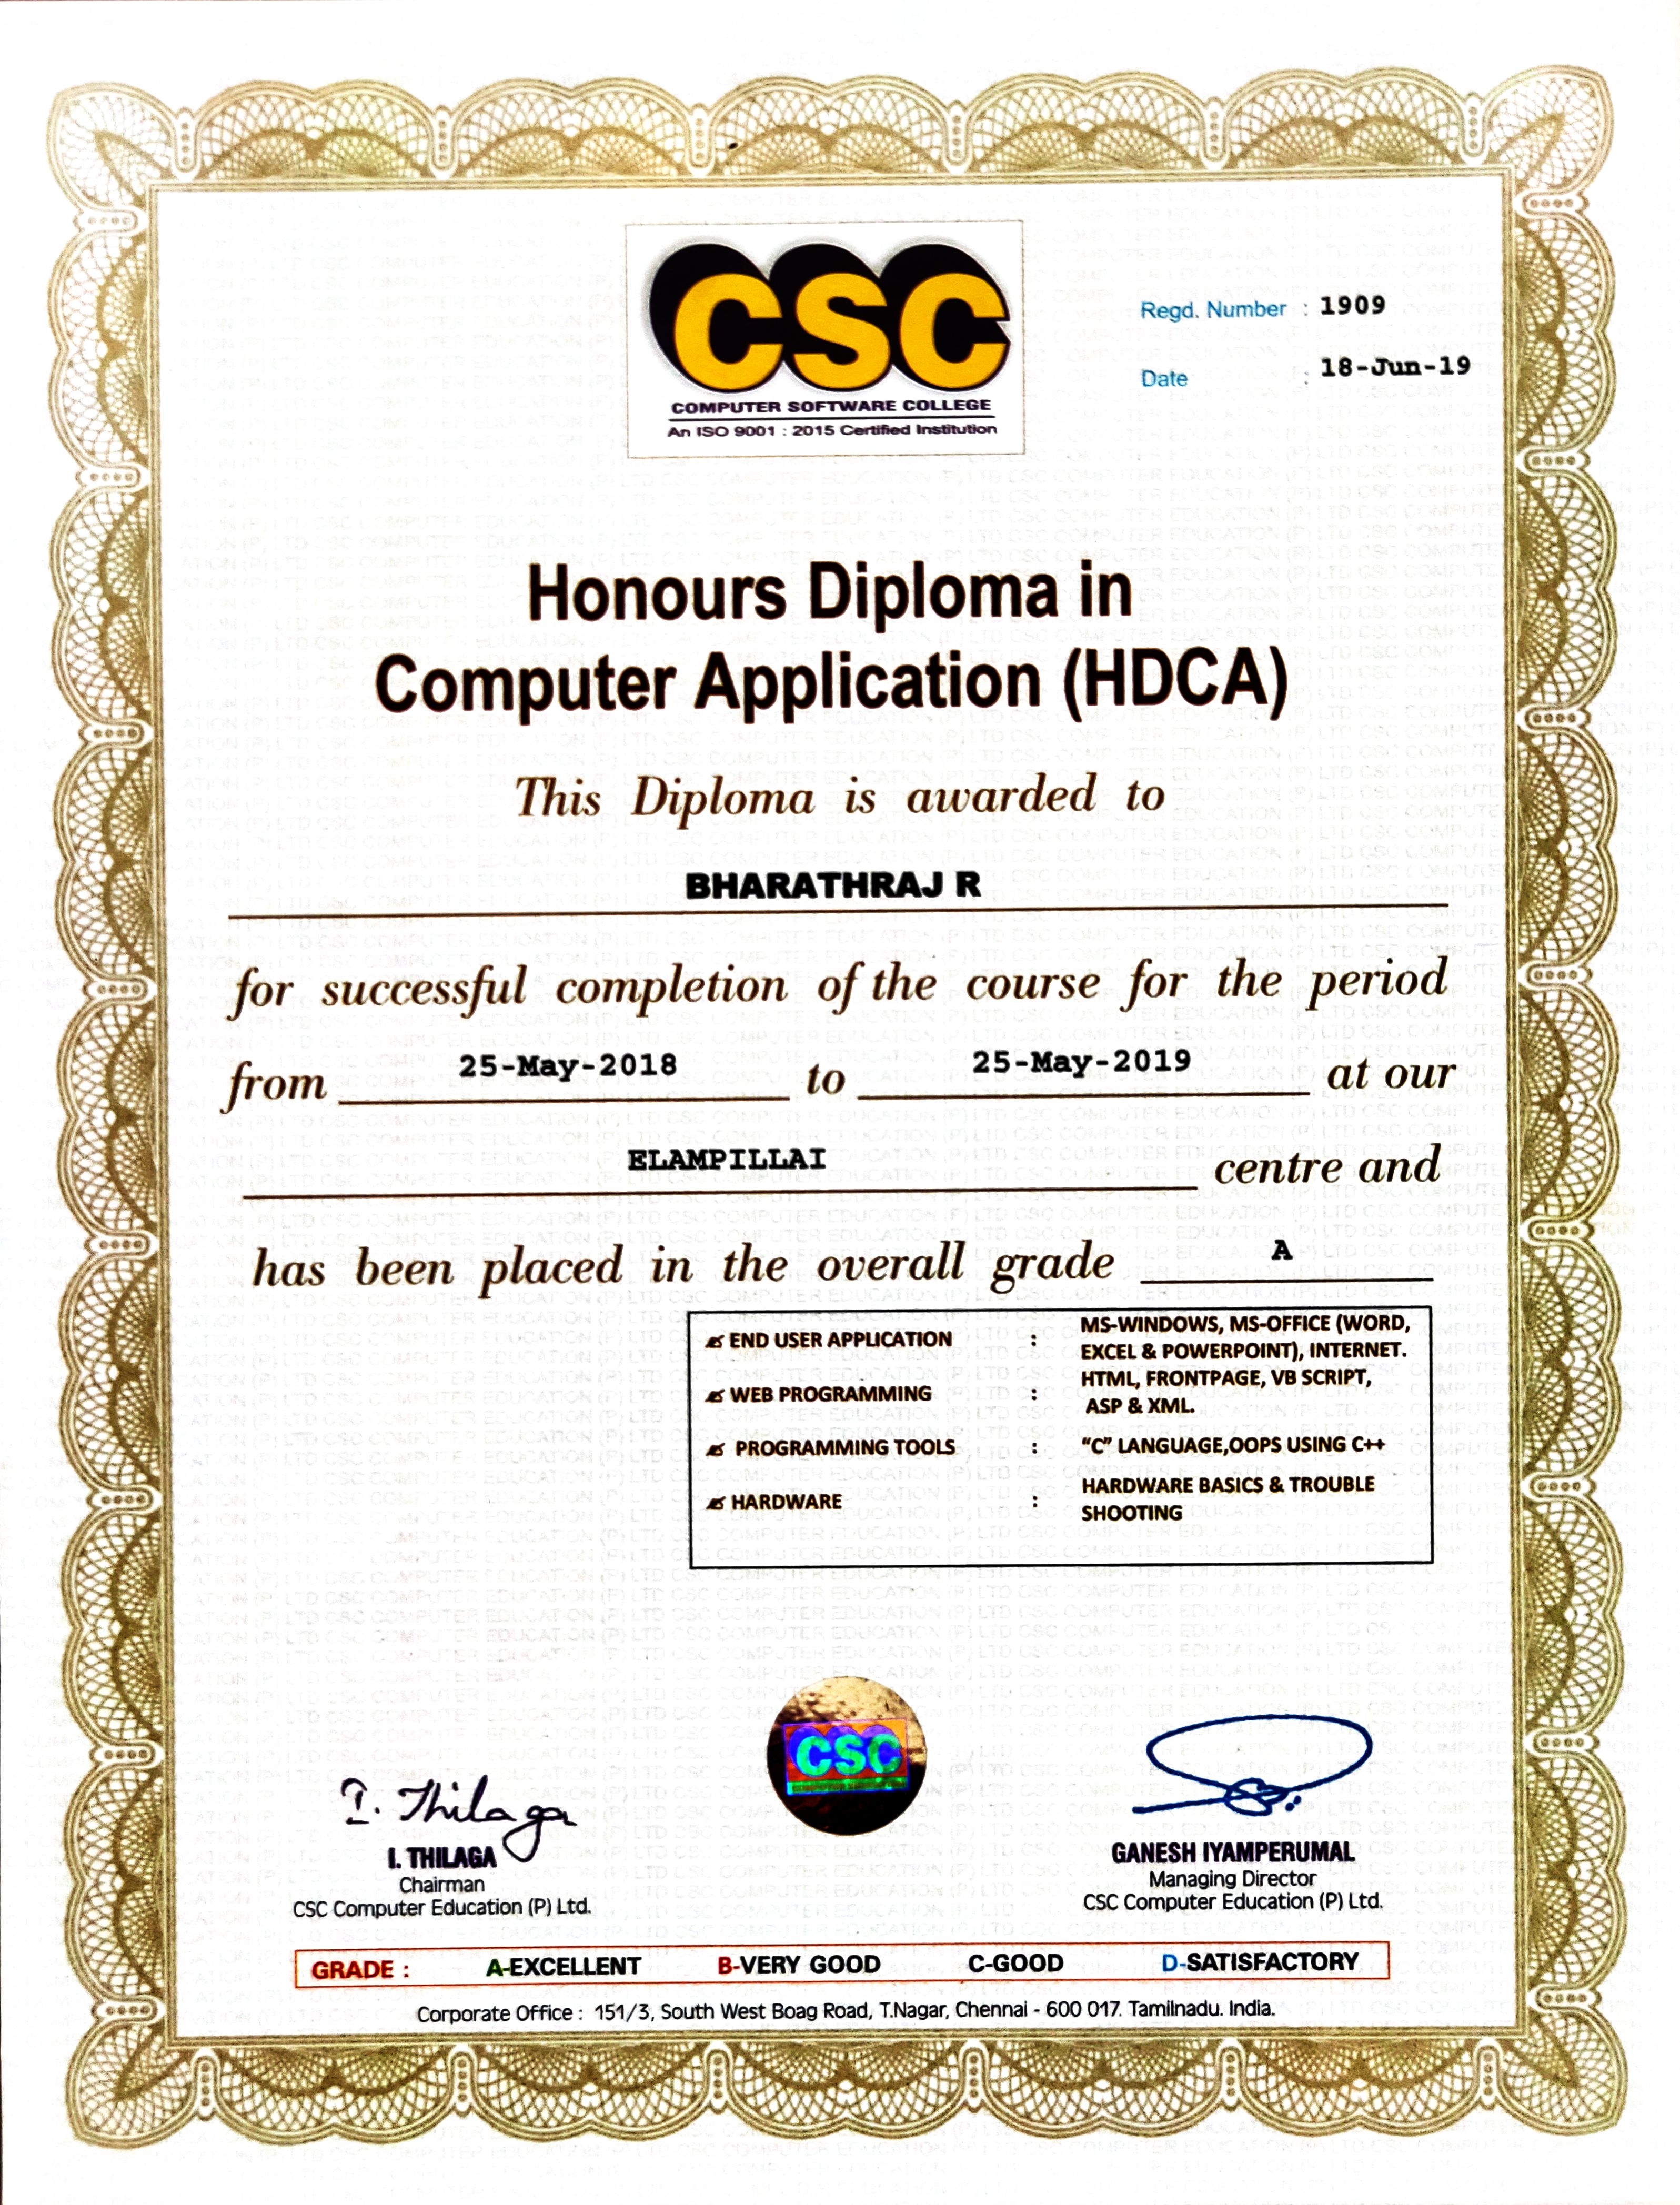 CSC
COMPUTER SOFTWARE COLLEGE
An ISO 9001 : 2015 Certified Institution
Regd. Number : 1909
Date : 18-Jun-19
Honours Diploma in
Computer Application (HDCA)
This Diploma is awarded to
BHARATHRAJ R
for successful completion of the course for the period
from 25-May-2018 to 25-May-2019 at our
ELAMPILLAI centre and
has been placed in the overall grade A
END USER APPLICATION : MS-WINDOWS, MS-OFFICE (WORD,
EXCEL & POWERPOINT), INTERNET.
WEB PROGRAMMING : HTML, FRONTPAGE, VB SCRIPT,
ASP & XML.
PROGRAMMING TOOLS : "C" LANGUAGE,OOPS USING C++
HARDWARE : HARDWARE BASICS & TROUBLE
SHOOTING
CSC
I. Thilaga
I. THILAGA
Chairman
CSC Computer Education (P) Ltd.
GANESH IYAMPERUMAL
Managing Director
CSC Computer Education (P) Ltd.
GRADE : A-EXCELLENT B-VERY GOOD C-GOOD D-SATISFACTORY
Corporate Office : 151/3, South West Boag Road, T.Nagar, Chennai - 600 017. Tamilnadu. India.